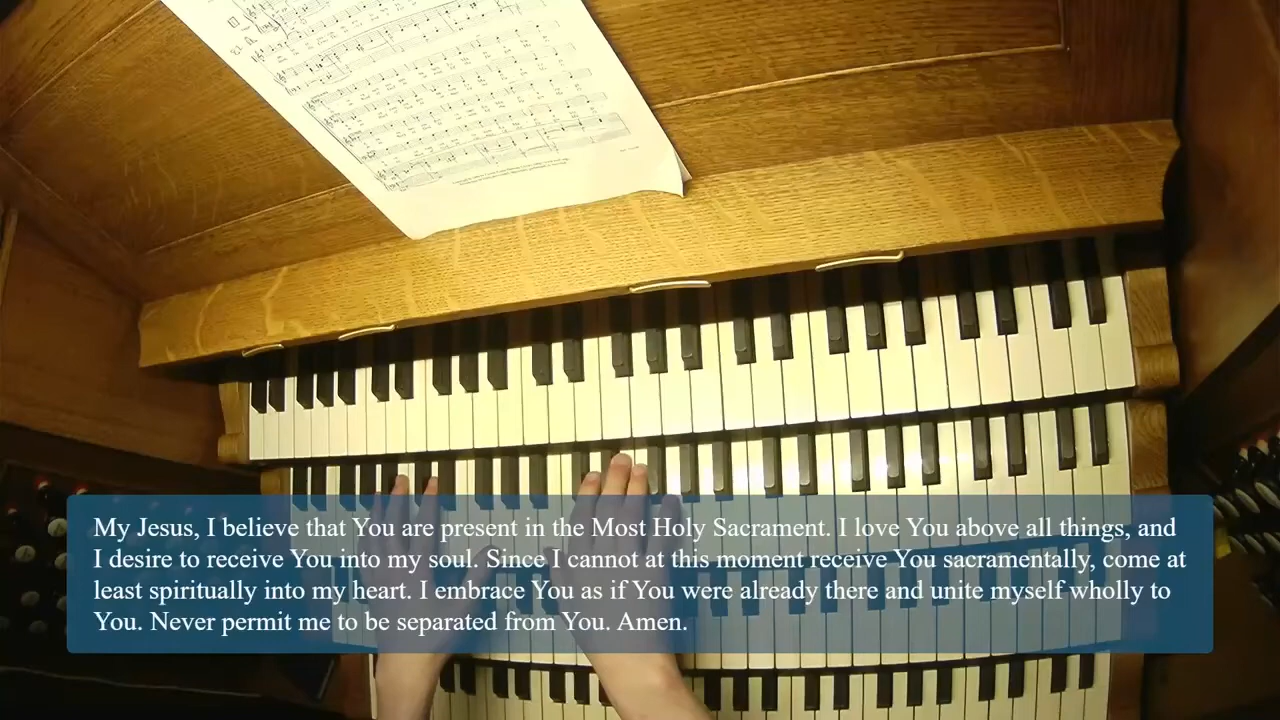 My Jesus, I believe that You are present in the Most Holy Sacrament. I love You above all things, and
I desire to receive You into my soul. Since I cannot at this moment receive You sacramentally, come at
least spiritually into my heart. I embrace You as if You were already there and unite myself wholly to
You. Never permit me to be separated from You. Amen.